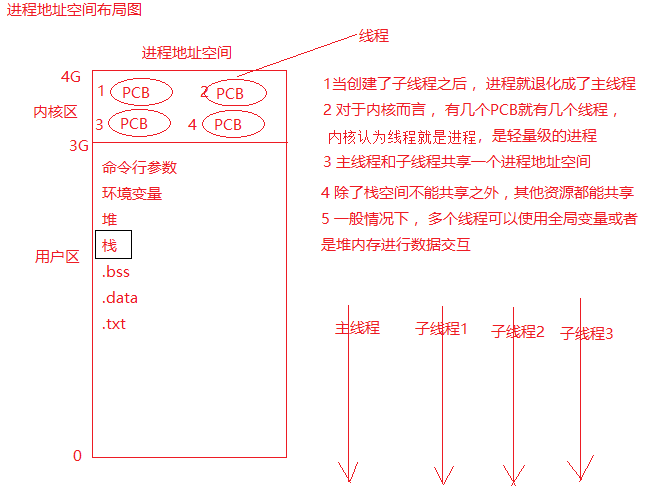 进程地址空间布局图
线程
进程地址空间
4G
内核区
3G
1 PCB
2 PCB
3 PCB
4 PCB
命令行参数
环境变量
堆
栈
.bss
.data
.txt
用户区
0
1当创建了子线程之后，进程就退化成了主线程
2 对于内核而言，有几个PCB就有几个线程，
内核认为线程就是进程，是轻量级的进程
3 主线程和子线程共享一个进程地址空间
4 除了栈空间不能共享之外，其他资源都能共享
5 一般情况下，多个线程可以使用全局变量或者
是堆内存进行数据交互
主线程
子线程1
子线程2
子线程3